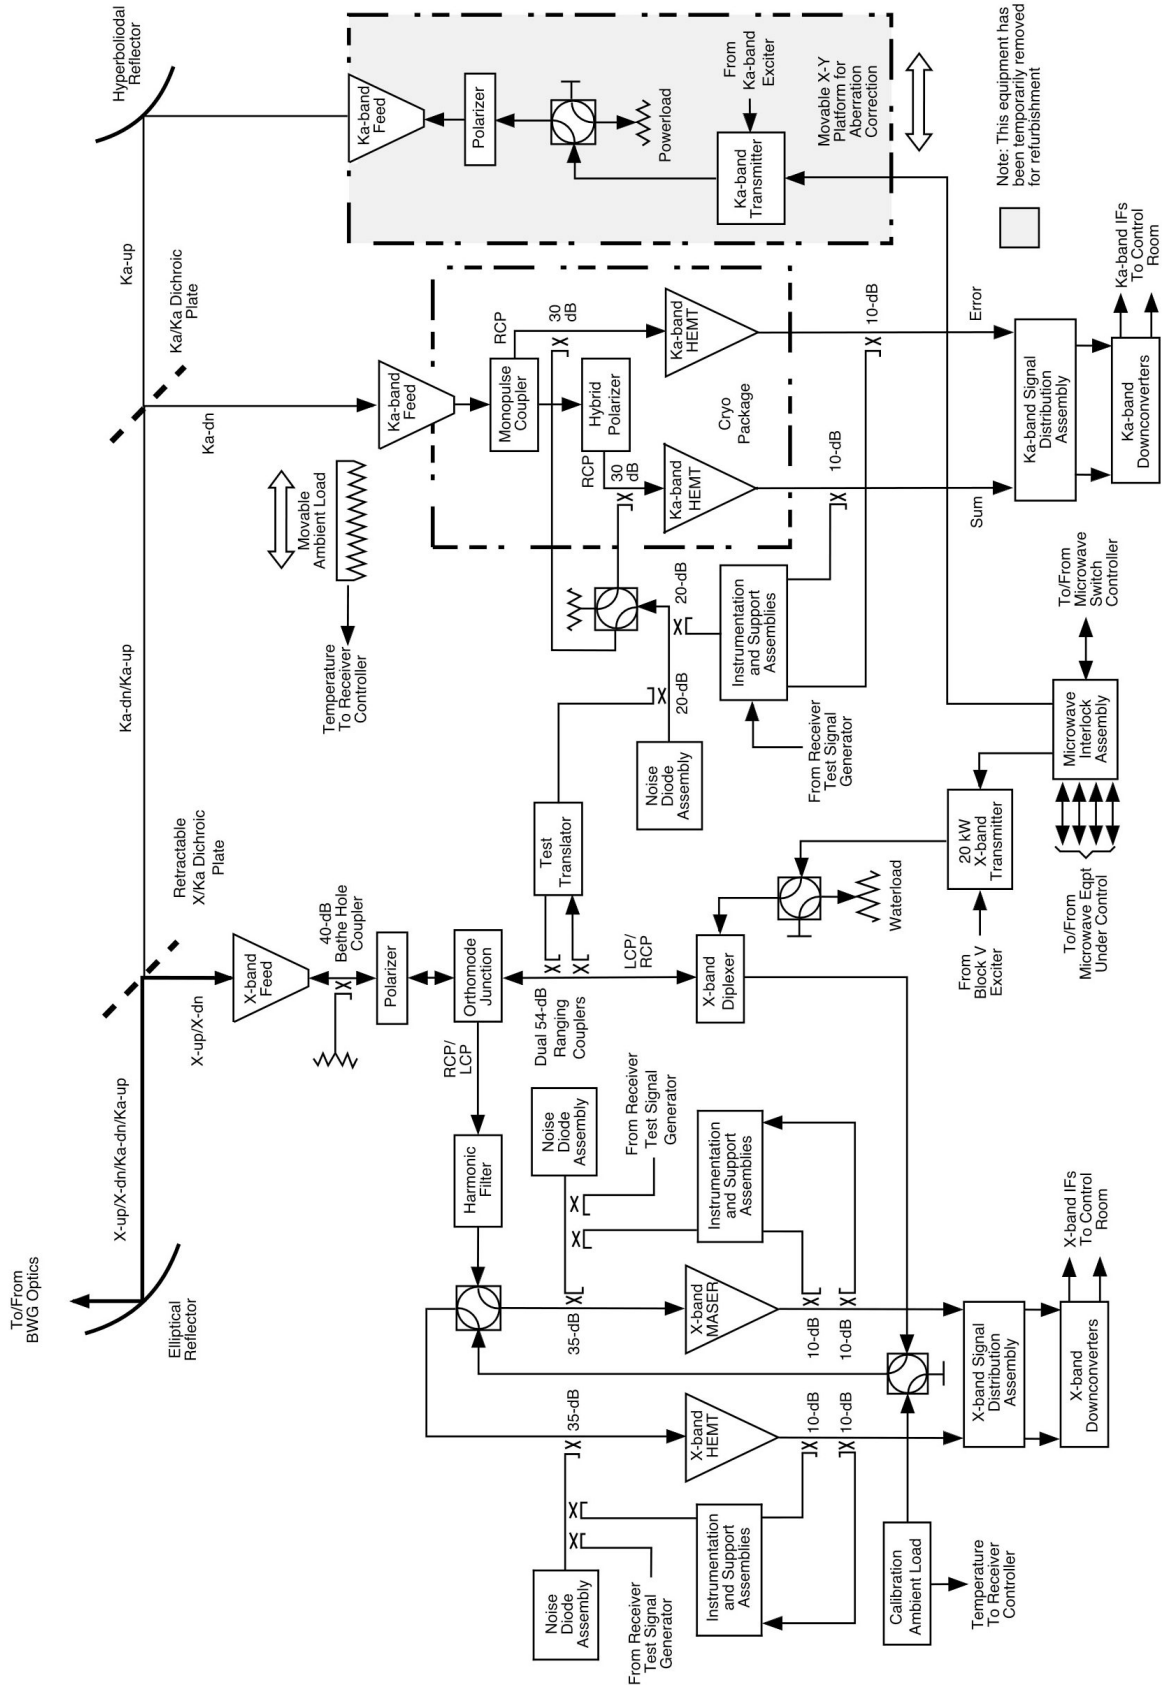 To/From
BWG Optics
X-up/X-dn/Ka-dn/Ka-up
Elliptical
Reflector
Retractable
X/Ka Dichroic
Plate
X-up/X-dn
Ka-dn/Ka-up
Ka/Ka Dichroic
Plate
Ka-up
Hyperboliodal
Reflector
X-band
Feed
40-dB
Bethe Hole
Coupler
Polarizer
Orthomode
Junction
RCP/
LCP
Harmonic
Filter
Dual 54-dB
Ranging
Couplers
LCP/
RCP
Test
Translator
Temperature
To Receiver
Controller
Movable
Ambient Load
Ka-dn
Ka-band
Feed
Monopulse
Coupler
RCP
Hybrid
Polarizer
RCP
30
dB
30
dB
Ka-band
HEMT
Ka-band
HEMT
Cryo
Package
Ka-band
Feed
Polarizer
Powerload
From
Ka-band
Exciter
Ka-band
Transmitter
Movable X-Y
Platform for
Aberration
Correction
Note: This equipment has
been temporarily removed
for refurbishment
Noise
Diode
Assembly
35-dB
From Receiver
Test Signal
Generator
X-band
HEMT
Instrumentation
and Support
Assemblies
10-dB
10-dB
Noise
Diode
Assembly
35-dB
From Receiver
Test Signal
Generator
X-band
MASER
Instrumentation
and Support
Assemblies
10-dB
10-dB
Calibration
Ambient Load
Temperature
To Receiver
Controller
X-band Signal
Distribution
Assembly
X-band
Downconverters
X-band IFs
To Control
Room
X-band
Diplexer
Waterload
20 kW
X-band
Transmitter
From
Block V
Exciter
Microwave
Interlock
Assembly
To/From
Microwave Eqpt
Under Control
To/From
Microwave
Switch
Controller
Noise
Diode
Assembly
20-dB
20-dB
Instrumentation
and Support
Assemblies
From Receiver
Test Signal
Generator
10-dB
10-dB
Sum
Error
Ka-band Signal
Distribution
Assembly
Ka-band
Downconverters
Ka-band IFs
To Control
Room